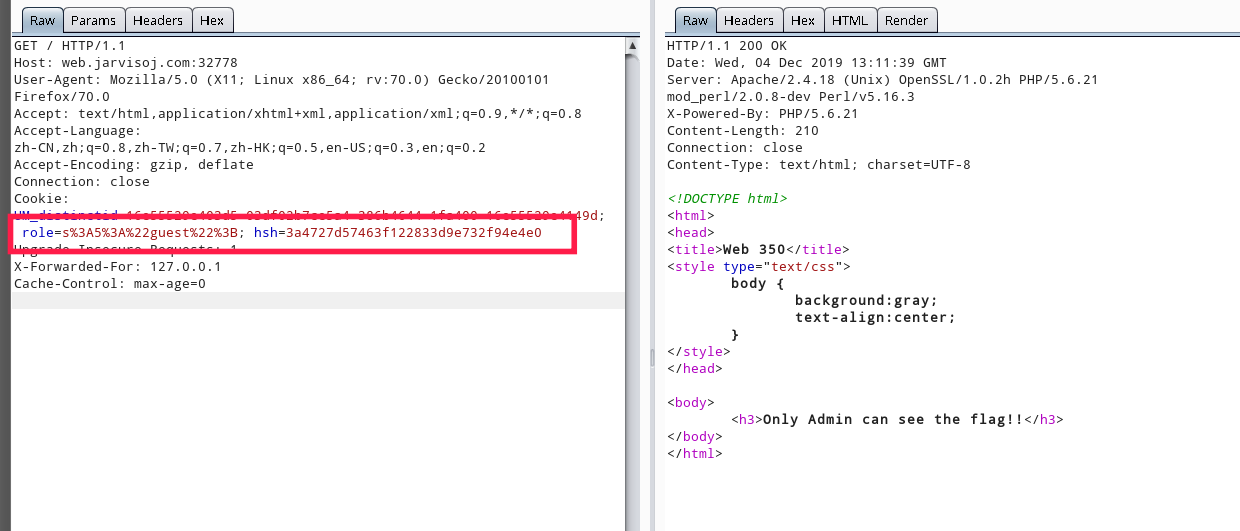 Raw Params Headers Hex
GET / HTTP/1.1
Host: web.jarvisoj.com:32778
User-Agent: Mozilla/5.0 (X11; Linux x86_64; rv:70.0) Gecko/20100101
Firefox/70.0
Accept: text/html,application/xhtml+xml,application/xml;q=0.9,*/*;q=0.8
Accept-Language:
zh-CN,zh;q=0.8,zh-TW;q=0.7,zh-HK;q=0.5,en-US;q=0.3,en;q=0.2
Accept-Encoding: gzip, deflate
Connection: close
Cookie:
role=s%3A5%3A%22guest%22%3B; hsh=3a4727d57463f122833d9e732f94e4e0
Upgrade-Insecure-Requests: 1
X-Forwarded-For: 127.0.0.1
Cache-Control: max-age=0
Raw Headers Hex HTML Render
HTTP/1.1 200 OK
Date: Wed, 04 Dec 2019 13:11:39 GMT
Server: Apache/2.4.18 (Unix) OpenSSL/1.0.2h PHP/5.6.21
mod_perl/2.0.8-dev Perl/v5.16.3
X-Powered-By: PHP/5.6.21
Content-Length: 210
Connection: close
Content-Type: text/html; charset=UTF-8
<!DOCTYPE html>
<html>
<head>
<title>Web 350</title>
<style type="text/css">
body {
background:gray;
text-align:center;
}
</style>
</head>
<body>
<h3>Only Admin can see the flag!!</h3>
</body>
</html>